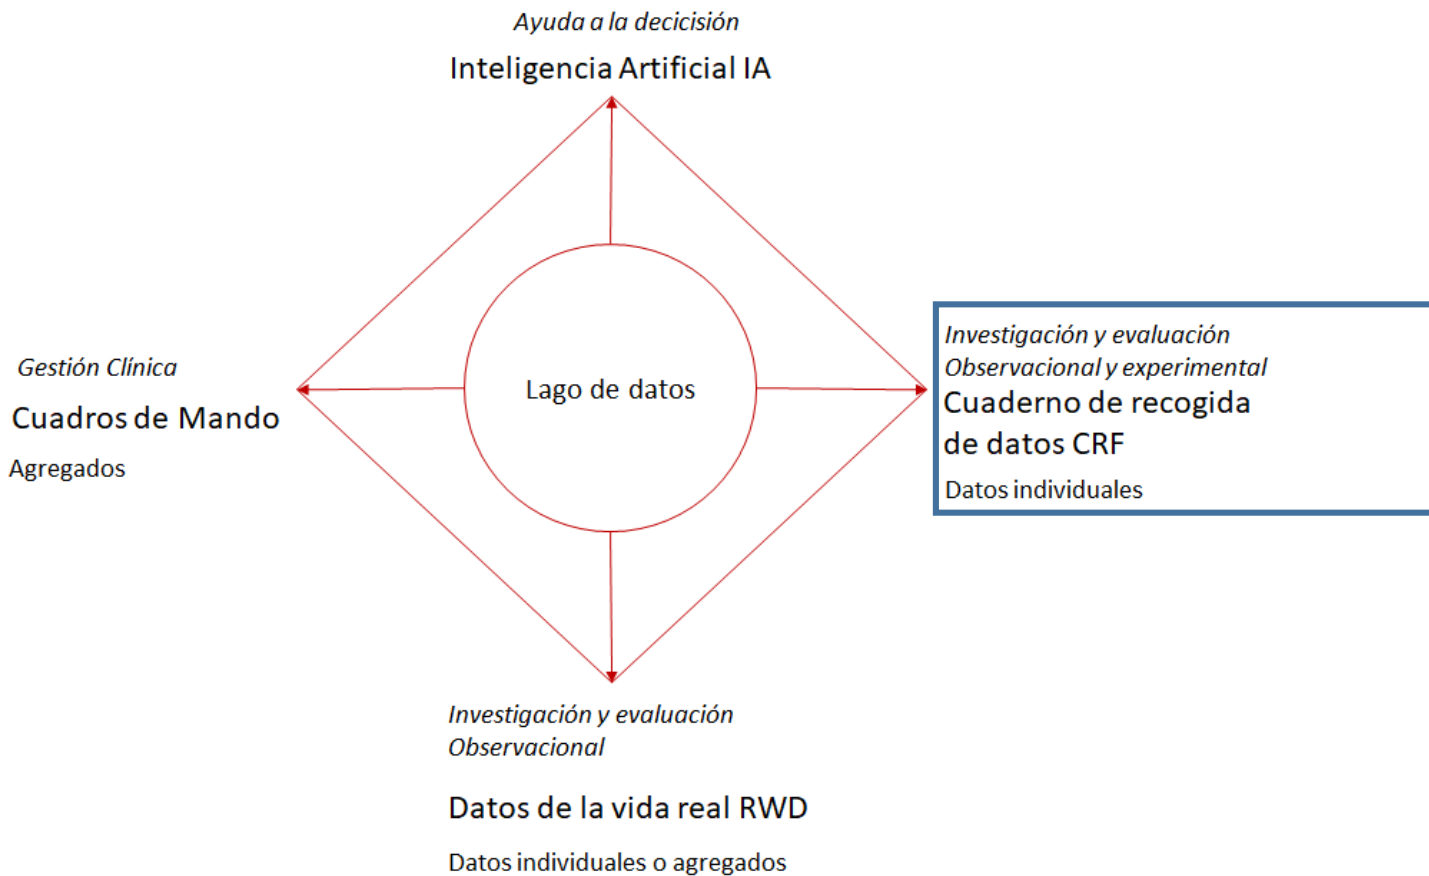 Ayuda a la decicisión
Inteligencia Artificial IA
Gestión Clínica
Cuadros de Mando
Agregados
Lago de datos
Investigación y evaluación
Observacional y experimental
Cuaderno de recogida
de datos CRF
Datos individuales
Investigación y evaluación
Observacional
Datos de la vida real RWD
Datos individuales o agregados